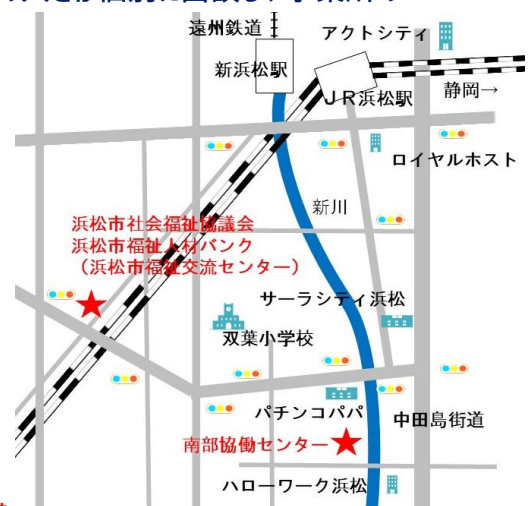 遠州鉄道
アクトシティ
新浜松駅
JR浜松駅
静岡→
ロイヤルホスト
新川
浜松市社会福祉協議会
浜松市福祉人材バンク
(浜松市福祉交流センター)
サーラシティ浜松
双葉小学校
パチンコパパ
中田島街道
南部協働センター
ハローワーク浜松